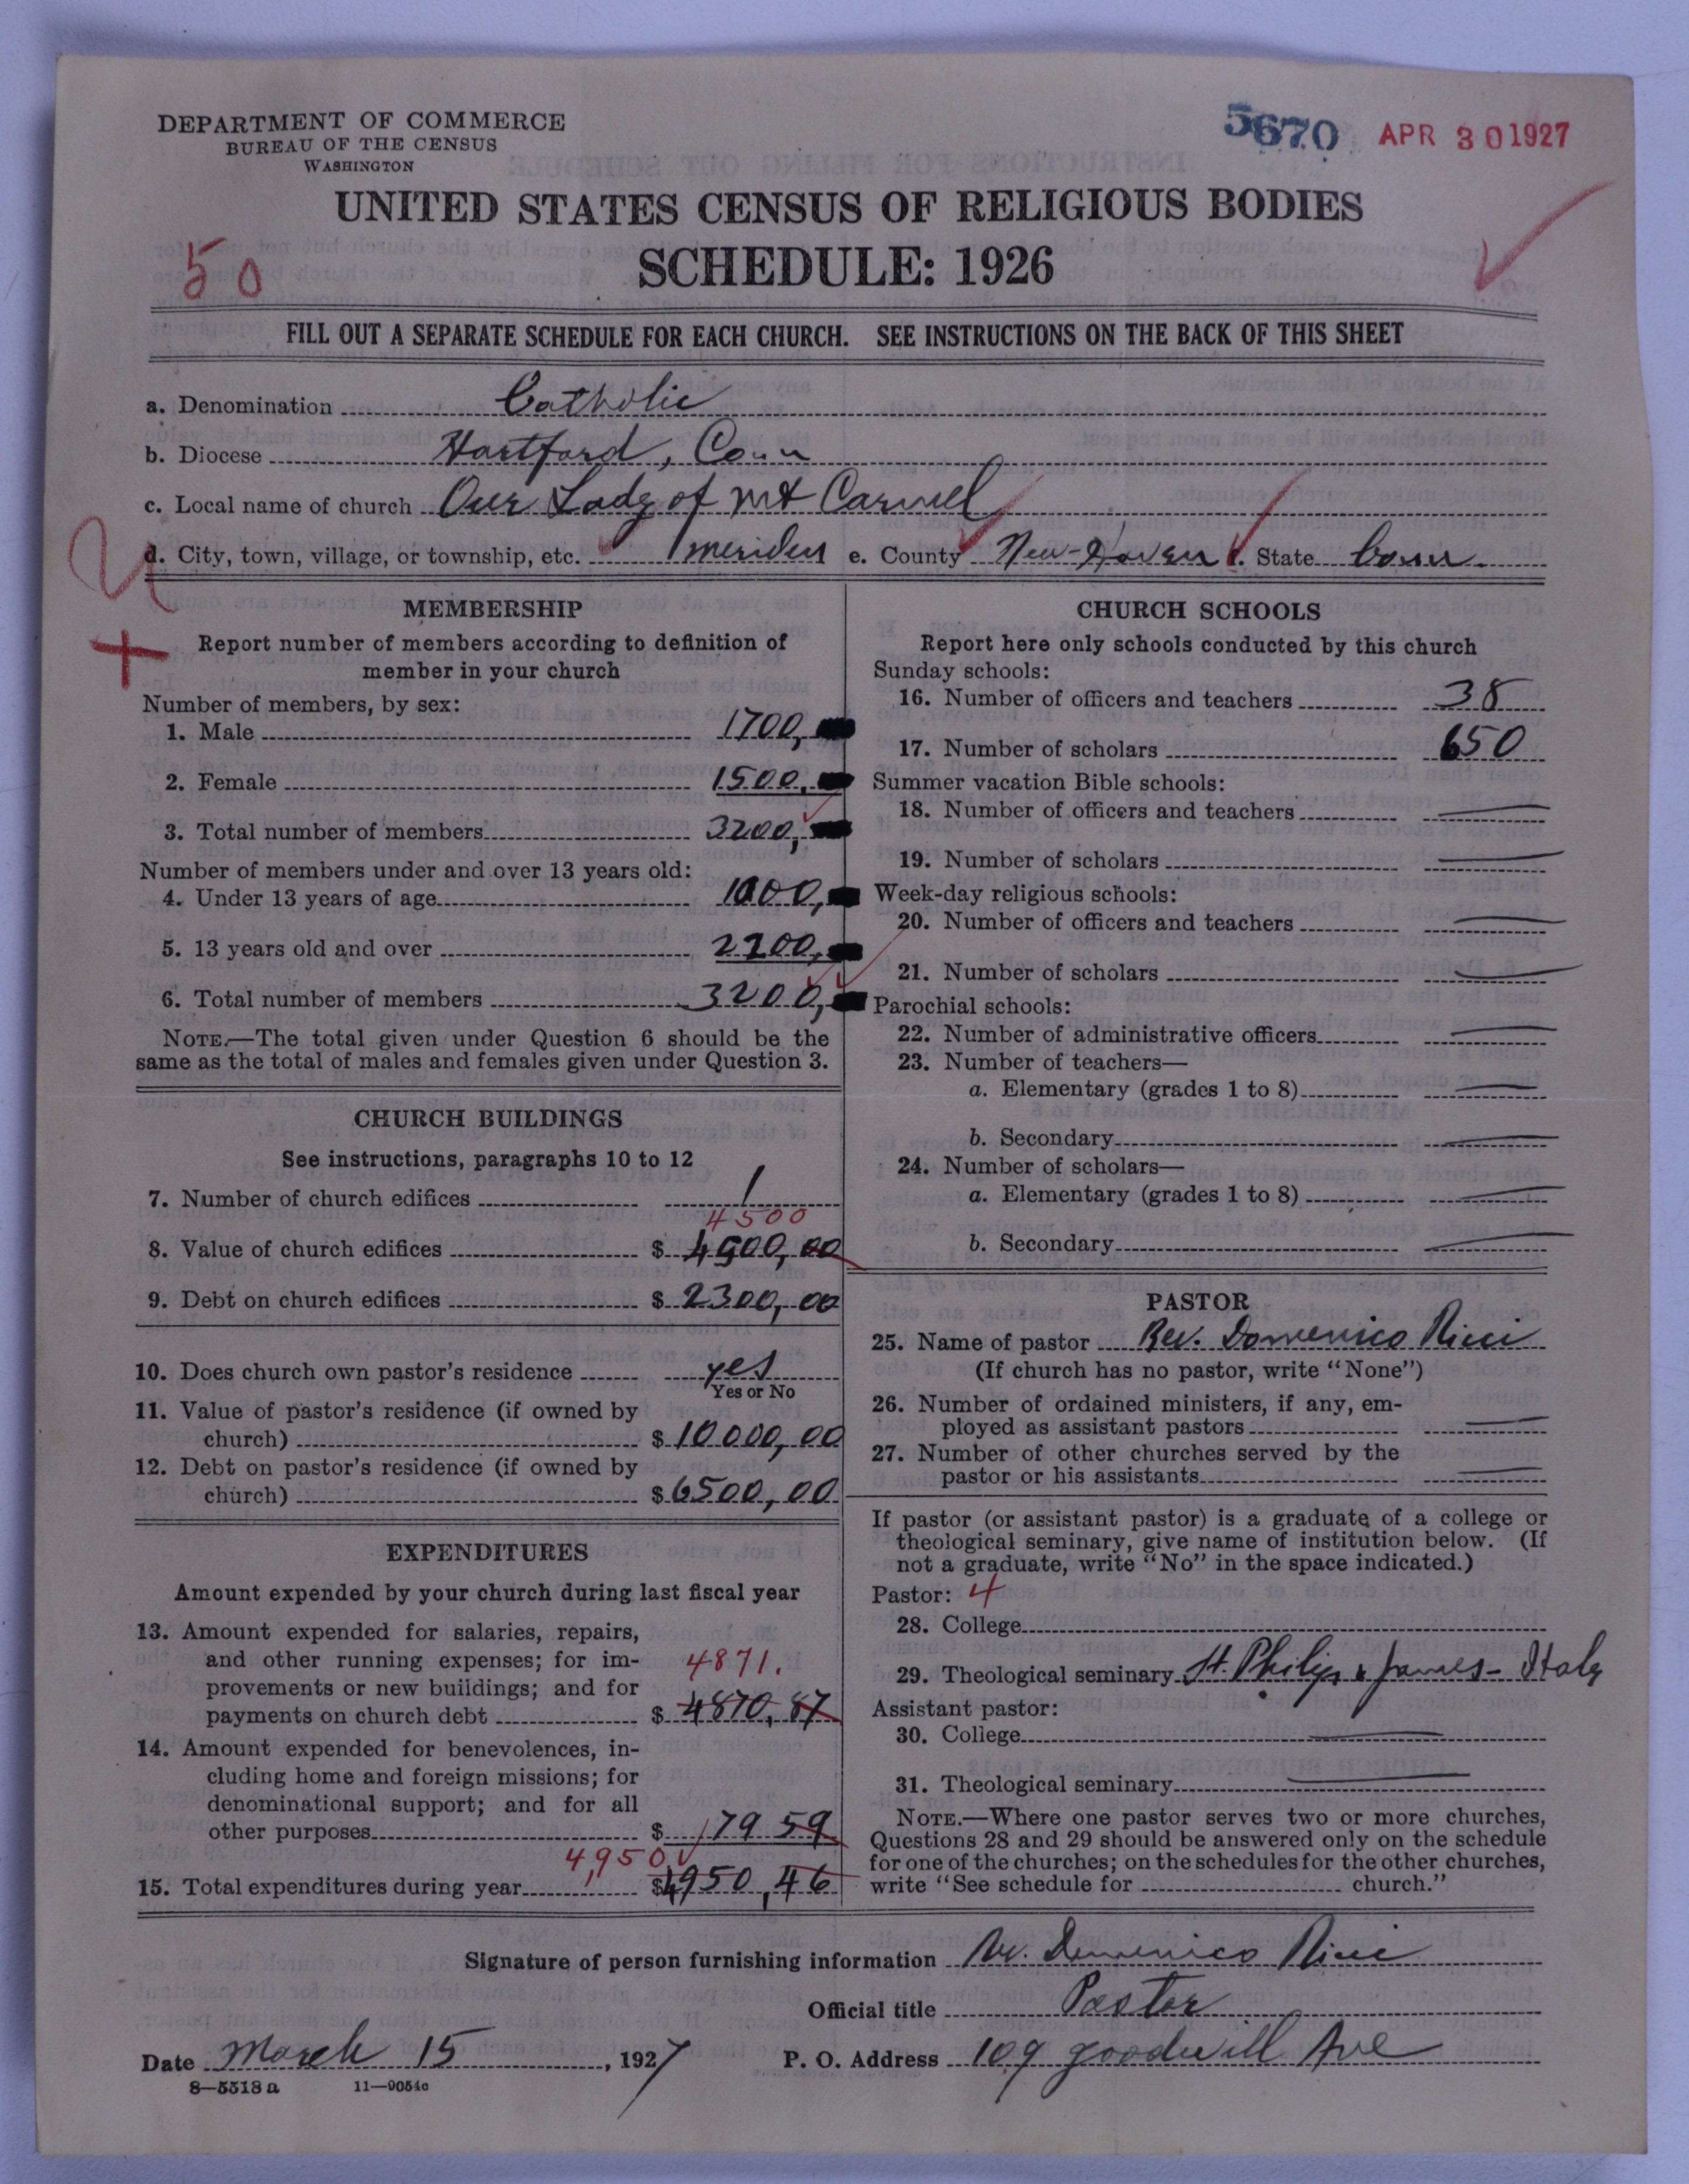 DEPARTMENT OF COMMERCE
BUREAU OF THE CENSUS
WASHINGTON
5670 APR 30 1927
UNITED STATES CENSUS OF RELIGIOUS BODIES
SCHEDULE: 1926
50
FILL OUT A SEPARATE SCHEDULE FOR EACH CHURCH. SEE INSTRUCTIONS ON THE BACK OF THIS SHEET
a. Denomination Catholic
b. Diocese Hartford, Conn
c. Local name of church Our Lady of Mt Carmel
d. City, town, village, or township, etc. Meriden e. County New-Haven f. State Conn.
MEMBERSHIP
Report number of members according to definition of
member in your church
Number of members, by sex:
1. Male 1700,
2. Female 1500,
3. Total number of members 3200,
Number of members under and over 13 years old:
4. Under 13 years of age 1000,
5. 13 years old and over 2200,
6. Total number of members 3200,
NOTE.—The total given under Question 6 should be the
same as the total of males and females given under Question 3.
CHURCH BUILDINGS
See instructions, paragraphs 10 to 12
7. Number of church edifices 1
4500
8. Value of church edifices $ 4500,00
9. Debt on church edifices $ 2300,00
10. Does church own pastor's residence yes
Yes or No
11. Value of pastor's residence (if owned by
church) $ 10000,00
12. Debt on pastor's residence (if owned by
church) $ 6500,00
EXPENDITURES
Amount expended by your church during last fiscal year
13. Amount expended for salaries, repairs,
and other running expenses; for im- 4871.
provements or new buildings; and for
payments on church debt $ 4870,87
14. Amount expended for benevolences, in-
cluding home and foreign missions; for
denominational support; and for all
other purposes $ 79 59
4,950
15. Total expenditures during year $ 4950,46
CHURCH SCHOOLS
Report here only schools conducted by this church
Sunday schools:
16. Number of officers and teachers 38
17. Number of scholars 650
Summer vacation Bible schools:
18. Number of officers and teachers
19. Number of scholars
Week-day religious schools:
20. Number of officers and teachers
21. Number of scholars
Parochial schools:
22. Number of administrative officers
23. Number of teachers—
a. Elementary (grades 1 to 8)
b. Secondary
24. Number of scholars—
a. Elementary (grades 1 to 8)
b. Secondary
PASTOR
25. Name of pastor Rev. Domenico Ricci
(If church has no pastor, write "None")
26. Number of ordained ministers, if any, em-
ployed as assistant pastors
27. Number of other churches served by the
pastor or his assistants
If pastor (or assistant pastor) is a graduate of a college or
theological seminary, give name of institution below. (If
not a graduate, write "No" in the space indicated.)
Pastor: 4
28. College
29. Theological seminary St. Philip & James - Italy
Assistant pastor:
30. College
31. Theological seminary
NOTE.—Where one pastor serves two or more churches,
Questions 28 and 29 should be answered only on the schedule
for one of the churches; on the schedules for the other churches,
write "See schedule for church."
Signature of person furnishing information Rev. Domenico Ricci
Official title Pastor
Date March 15, 1927 P. O. Address 109 Goodwill Ave
8—5518 a 11—9054c